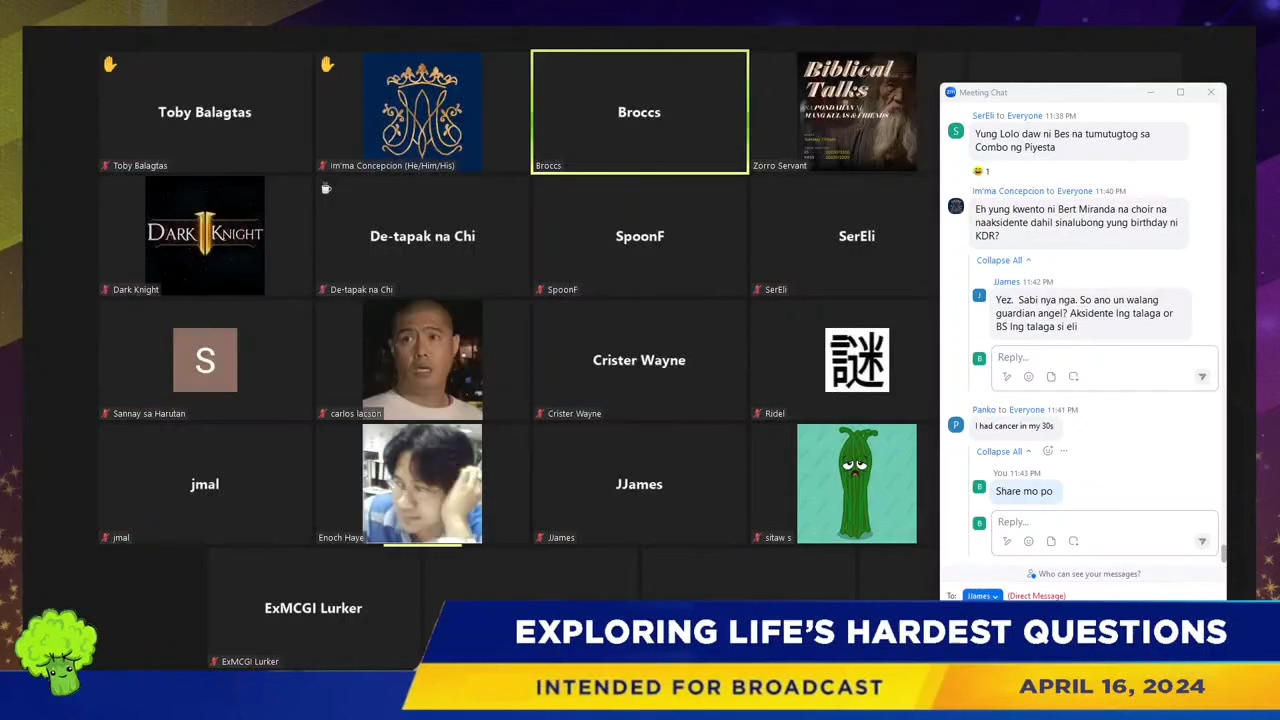 Toby Balagtas
Toby Balagtas
Im'ma Concepcion (He/Him/His)
Broccs
Broccs
Biblical
Talks
SA PONDAHAN NI
MANG KULAS & FRIENDS
Zorro Servant
DARK KNIGHT
Dark Knight
De-tapak na Chi
De-tapak na Chi
SpoonF
SpoonF
SerEli
SerEli
S
Sannay sa Harutan
carlos lacson
Crister Wayne
Crister Wayne
謎
Ridel
jmal
jmal
Enoch Haye
JJames
JJames
sitaw s
ExMCGI Lurker
ExMCGI Lurker
zm Meeting Chat
SerEli to Everyone 11:38 PM
S
Yung Lolo daw ni Bes na tumutugtog sa
Combo ng Piyesta
1
Im'ma Concepcion to Everyone 11:40 PM
Eh yung kwento ni Bert Miranda na choir na
naaksidente dahil sinalubong yung birthday ni
KDR?
Collapse All
JJames 11:42 PM
J
Yez. Sabi nya nga. So ano un walang
guardian angel? Aksidente lng talaga or
BS lng talaga si eli
B
Reply...
Panko to Everyone 11:41 PM
P
I had cancer in my 30s
Collapse All
You 11:43 PM
B
Share mo po
B
Reply...
Who can see your messages?
To: JJames (Direct Message)
EXPLORING LIFE'S HARDEST QUESTIONS
INTENDED FOR BROADCAST
APRIL 16, 2024